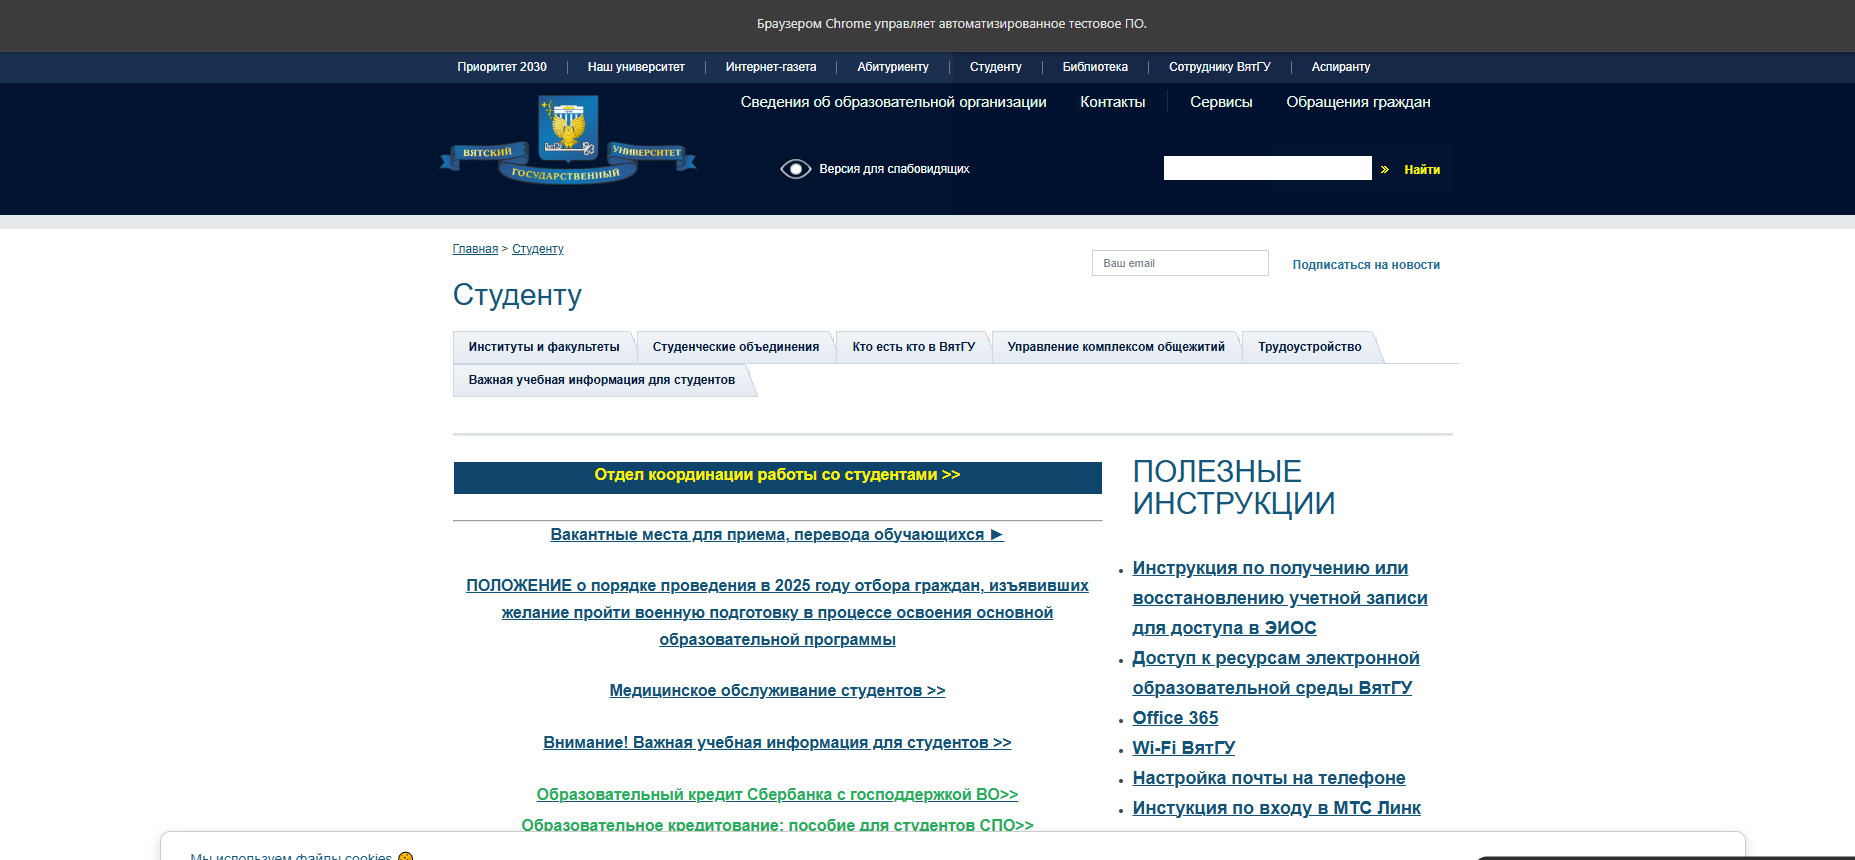 Браузером Chrome управляет автоматизированное тестовое ПО.
Приоритет 2030 Наш университет Интернет-газета Абитуриенту Студенту Библиотека Сотруднику ВятГУ Аспиранту
Сведения об образовательной организации Контакты Сервисы Обращения граждан
ВЯТСКИЙ ГОСУДАРСТВЕННЫЙ УНИВЕРСИТЕТ
Версия для слабовидящих » Найти
Главная > Студенту
Ваш email Подписаться на новости
Студенту
Институты и факультеты Студенческие объединения Кто есть кто в ВятГУ Управление комплексом общежитий Трудоустройство
Важная учебная информация для студентов
Отдел координации работы со студентами >>
Вакантные места для приема, перевода обучающихся ►
ПОЛОЖЕНИЕ о порядке проведения в 2025 году отбора граждан, изъявивших
желание пройти военную подготовку в процессе освоения основной
образовательной программы
Медицинское обслуживание студентов >>
Внимание! Важная учебная информация для студентов >>
Образовательный кредит Сбербанка с господдержкой ВО>>
Образовательное кредитование: пособие для студентов СПО>>
ПОЛЕЗНЫЕ
ИНСТРУКЦИИ
Инструкция по получению или
восстановлению учетной записи
для доступа в ЭИОС
Доступ к ресурсам электронной
образовательной среды ВятГУ
Office 365
Wi-Fi ВятГУ
Настройка почты на телефоне
Инстукция по входу в МТС Линк
Мы используем файлы cookies